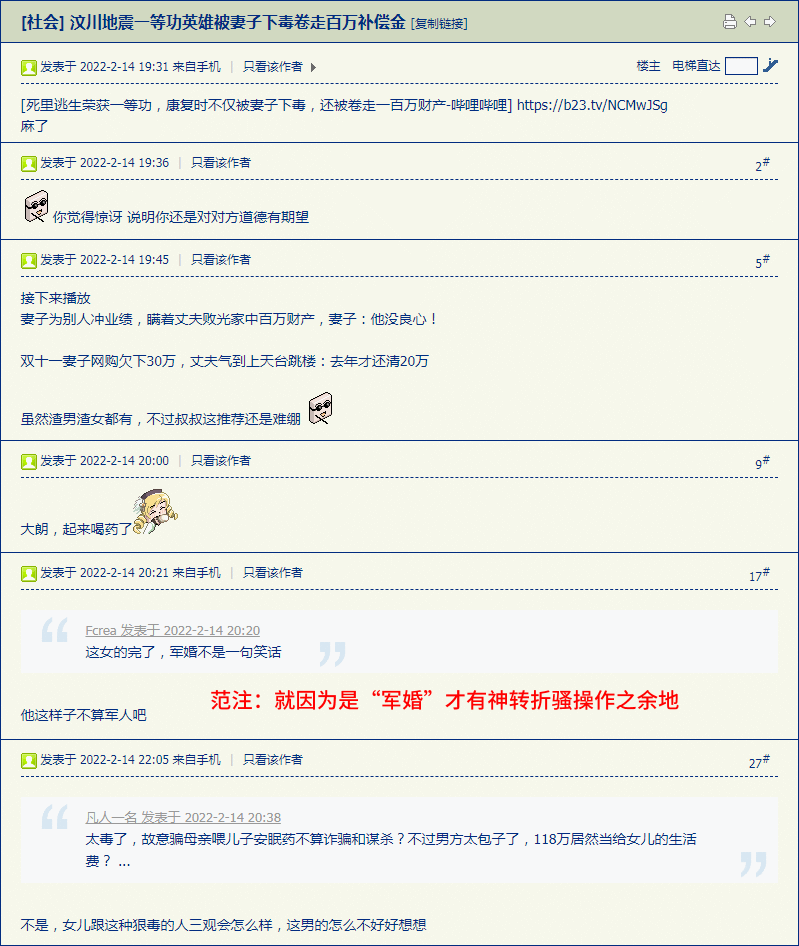 [社会] 汶川地震一等功英雄被妻子下毒卷走百万补偿金 [复制链接]
发表于 2022-2-14 19:31 来自手机 | 只看该作者 楼主 电梯直达
[死里逃生荣获一等功，康复时不仅被妻子下毒，还被卷走一百万财产-哔哩哔哩] https://b23.tv/NCMwJSg
麻了
发表于 2022-2-14 19:36 | 只看该作者 2#
你觉得惊讶 说明你还是对对方道德有期望
发表于 2022-2-14 19:45 | 只看该作者 5#
接下来播放
妻子为别人冲业绩，瞒着丈夫败光家中百万财产，妻子：他没良心！
双十一妻子网购欠下30万，丈夫气到上天台跳楼：去年才还清20万
虽然渣男渣女都有，不过叔叔这推荐还是难绷
发表于 2022-2-14 20:00 | 只看该作者 9#
大朗，起来喝药了
发表于 2022-2-14 20:21 来自手机 | 只看该作者 17#
Fcrea 发表于 2022-2-14 20:20
这女的完了，军婚不是一句笑话
范注：就因为是“军婚”才有神转折骚操作之余地
他这样子不算军人吧
发表于 2022-2-14 22:05 来自手机 | 只看该作者 27#
凡人一名 发表于 2022-2-14 20:38
太毒了，故意骗母亲喂儿子安眠药不算诈骗和谋杀？不过男方太包子了，118万居然当给女儿的生活
费？ ...
不是，女儿跟这种狠毒的人三观会怎么样，这男的怎么不好好想想